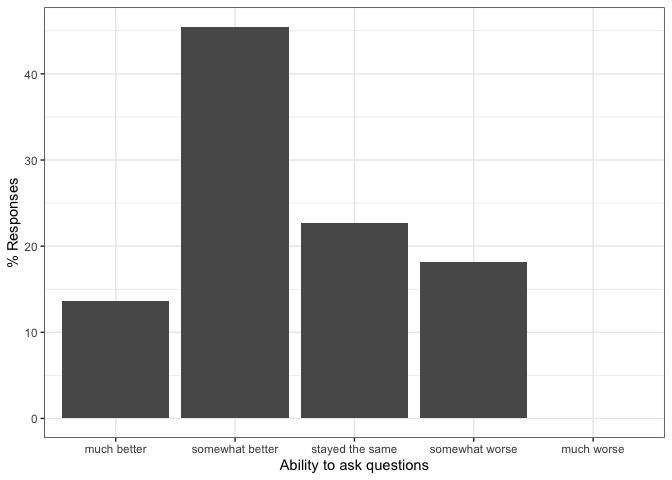 % Responses
40
30
20
10
0
much better somewhat better stayed the same somewhat worse much worse
Ability to ask questions